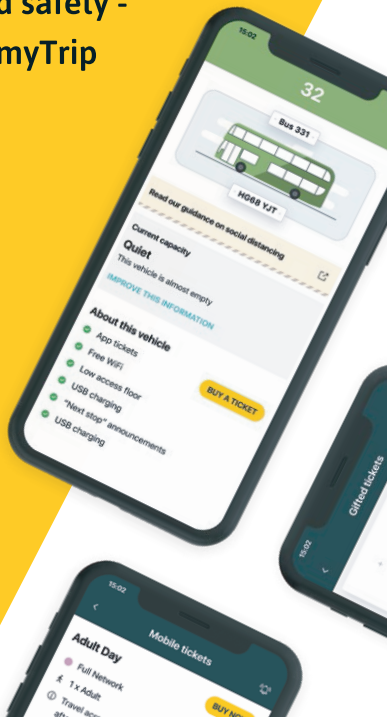 d safely -
myTrip
15:02
32
Bus 331
HG68 YJT
Read our guidance on social distancing
Current capacity
Quiet
This vehicle is almost empty
IMPROVE THIS INFORMATION
About this vehicle
App tickets
Free WiFi
Low access floor
USB charging
"Next stop" announcements
USB charging
BUY A TICKET
15:02
Gifted tickets
15:02
Mobile tickets
Adult Day
Full Network
1 x Adult
Travel
BUY